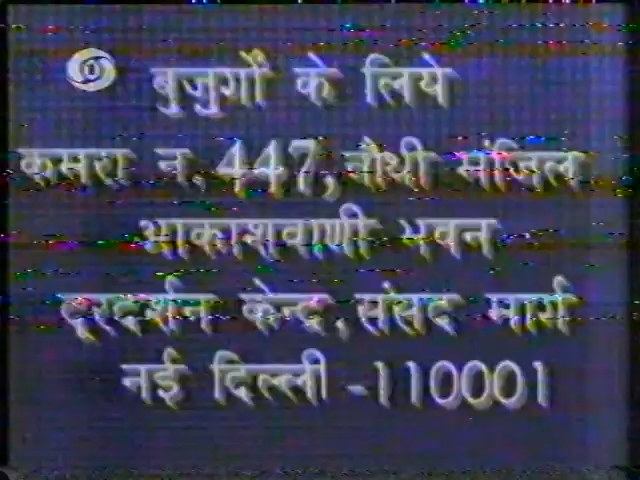 बुजुर्गों के लिये
कमरा न. 447, चौथी मंजिल
आकाशवाणी भवन
दूरदर्शन केन्द्र, संसद मार्ग
नई दिल्ली -110001